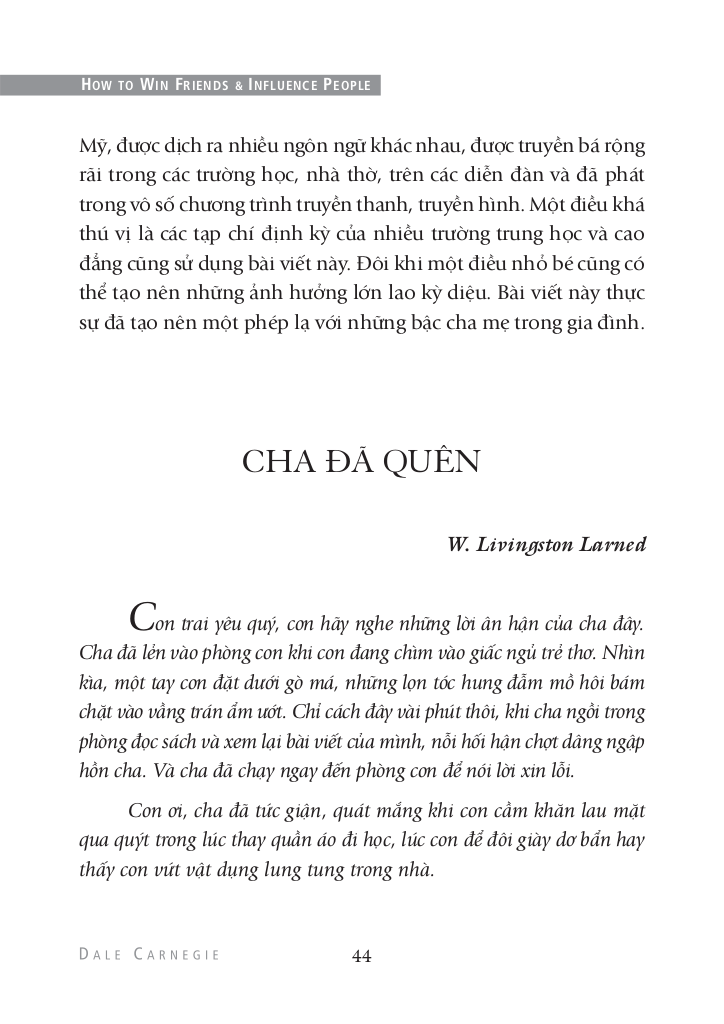 HOW TO WIN FRIENDS & INFLUENCE PEOPLE
Mỹ, được dịch ra nhiều ngôn ngữ khác nhau, được truyền bá rộng
rãi trong các trường học, nhà thờ, trên các diễn đàn và đã phát
trong vô số chương trình truyền thanh, truyền hình. Một điều khá
thú vị là các tạp chí định kỳ của nhiều trường trung học và cao
đẳng cũng sử dụng bài viết này. Đôi khi một điều nhỏ bé cũng có
thể tạo nên những ảnh hưởng lớn lao kỳ diệu. Bài viết này thực
sự đã tạo nên một phép lạ với những bậc cha mẹ trong gia đình.
CHA ĐÃ QUÊN
W. Livingston Larned
Con trai yêu quý, con hãy nghe những lời ân hận của cha đây.
Cha đã lẻn vào phòng con khi con đang chìm vào giấc ngủ trẻ thơ. Nhìn
kìa, một tay con đặt dưới gò má, những lọn tóc hung đẫm mồ hôi bám
chặt vào vầng trán ẩm ướt. Chỉ cách đây vài phút thôi, khi cha ngồi trong
phòng đọc sách và xem lại bài viết của mình, nỗi hối hận chợt dâng ngập
hồn cha. Và cha đã chạy ngay đến phòng con để nói lời xin lỗi.
Con ơi, cha đã tức giận, quát mắng khi con cầm khăn lau mặt
qua quýt trong lúc thay quần áo đi học, lúc con để đôi giày dơ bẩn hay
thấy con vứt vật dụng lung tung trong nhà.
DALE CARNEGIE
44